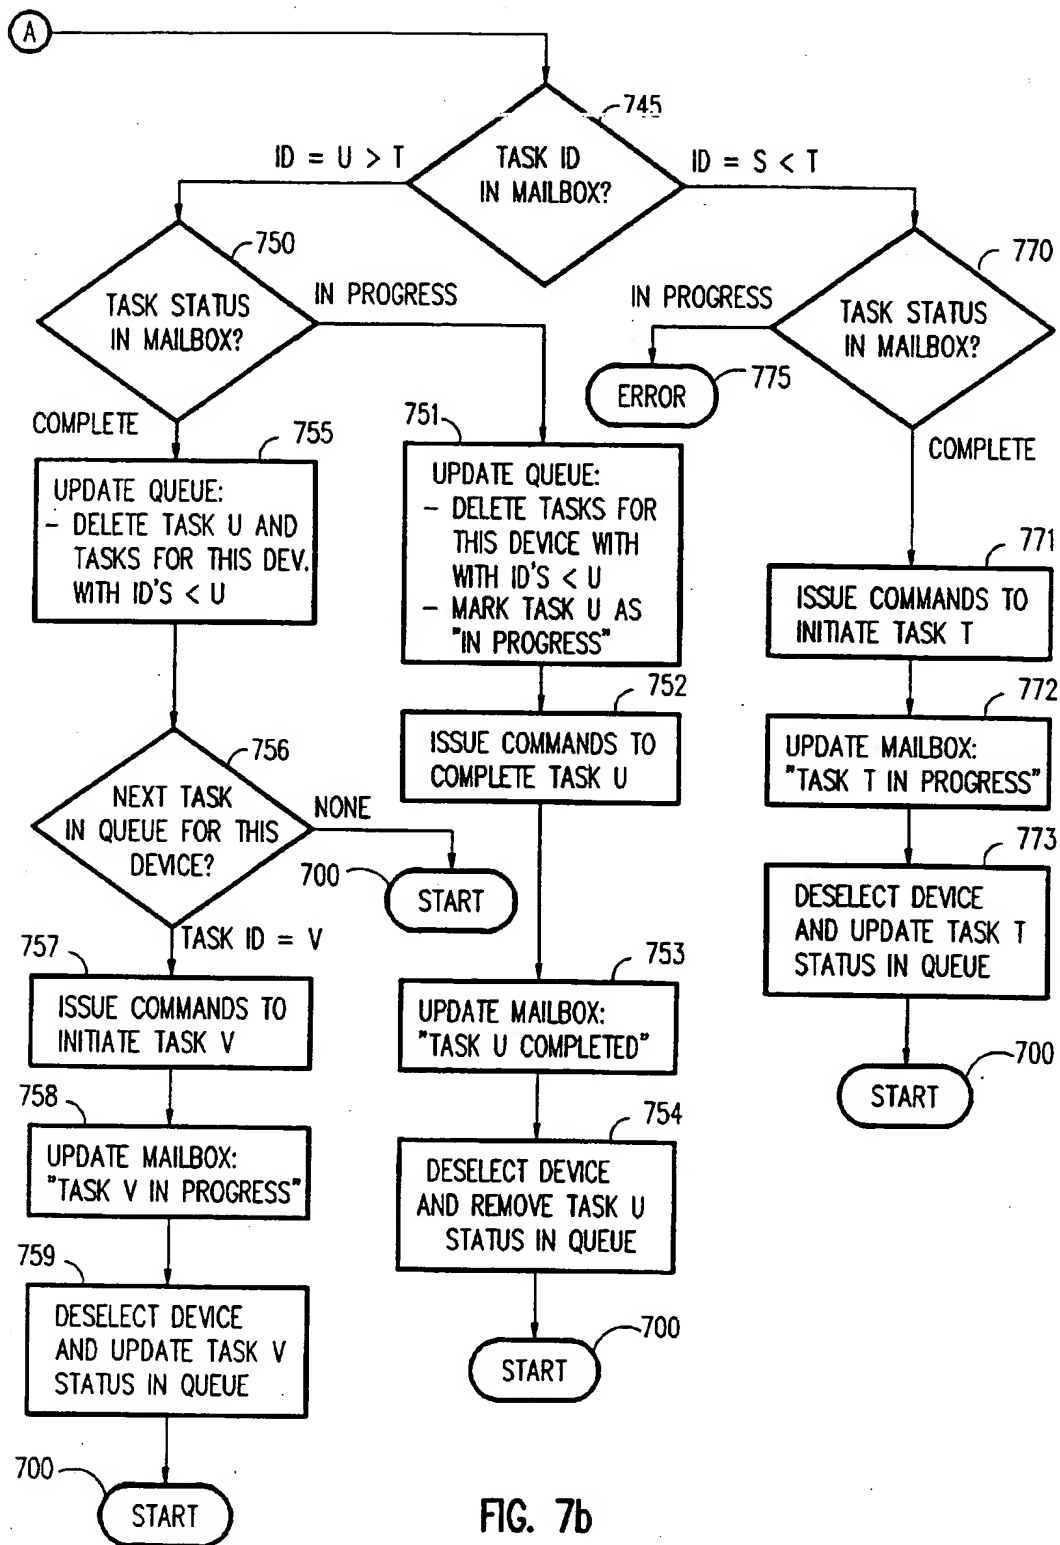 A
745
TASK ID
IN MAILBOX?
ID = U > T
ID = S < T
750
TASK STATUS
IN MAILBOX?
IN PROGRESS
COMPLETE
770
TASK STATUS
IN MAILBOX?
IN PROGRESS
ERROR
775
COMPLETE
755
UPDATE QUEUE:
- DELETE TASK U AND
TASKS FOR THIS DEV.
WITH ID'S < U
751
UPDATE QUEUE:
- DELETE TASKS FOR
THIS DEVICE WITH
WITH ID'S < U
- MARK TASK U AS
"IN PROGRESS"
771
ISSUE COMMANDS TO
INITIATE TASK T
752
ISSUE COMMANDS TO
COMPLETE TASK U
772
UPDATE MAILBOX:
"TASK T IN PROGRESS"
756
NEXT TASK
IN QUEUE FOR THIS
DEVICE?
NONE
700
START
TASK ID = V
773
DESELECT DEVICE
AND UPDATE TASK T
STATUS IN QUEUE
757
ISSUE COMMANDS TO
INITIATE TASK V
753
UPDATE MAILBOX:
"TASK U COMPLETED"
700
START
758
UPDATE MAILBOX:
"TASK V IN PROGRESS"
754
DESELECT DEVICE
AND REMOVE TASK U
STATUS IN QUEUE
759
DESELECT DEVICE
AND UPDATE TASK V
STATUS IN QUEUE
700
START
700
START
FIG. 7b